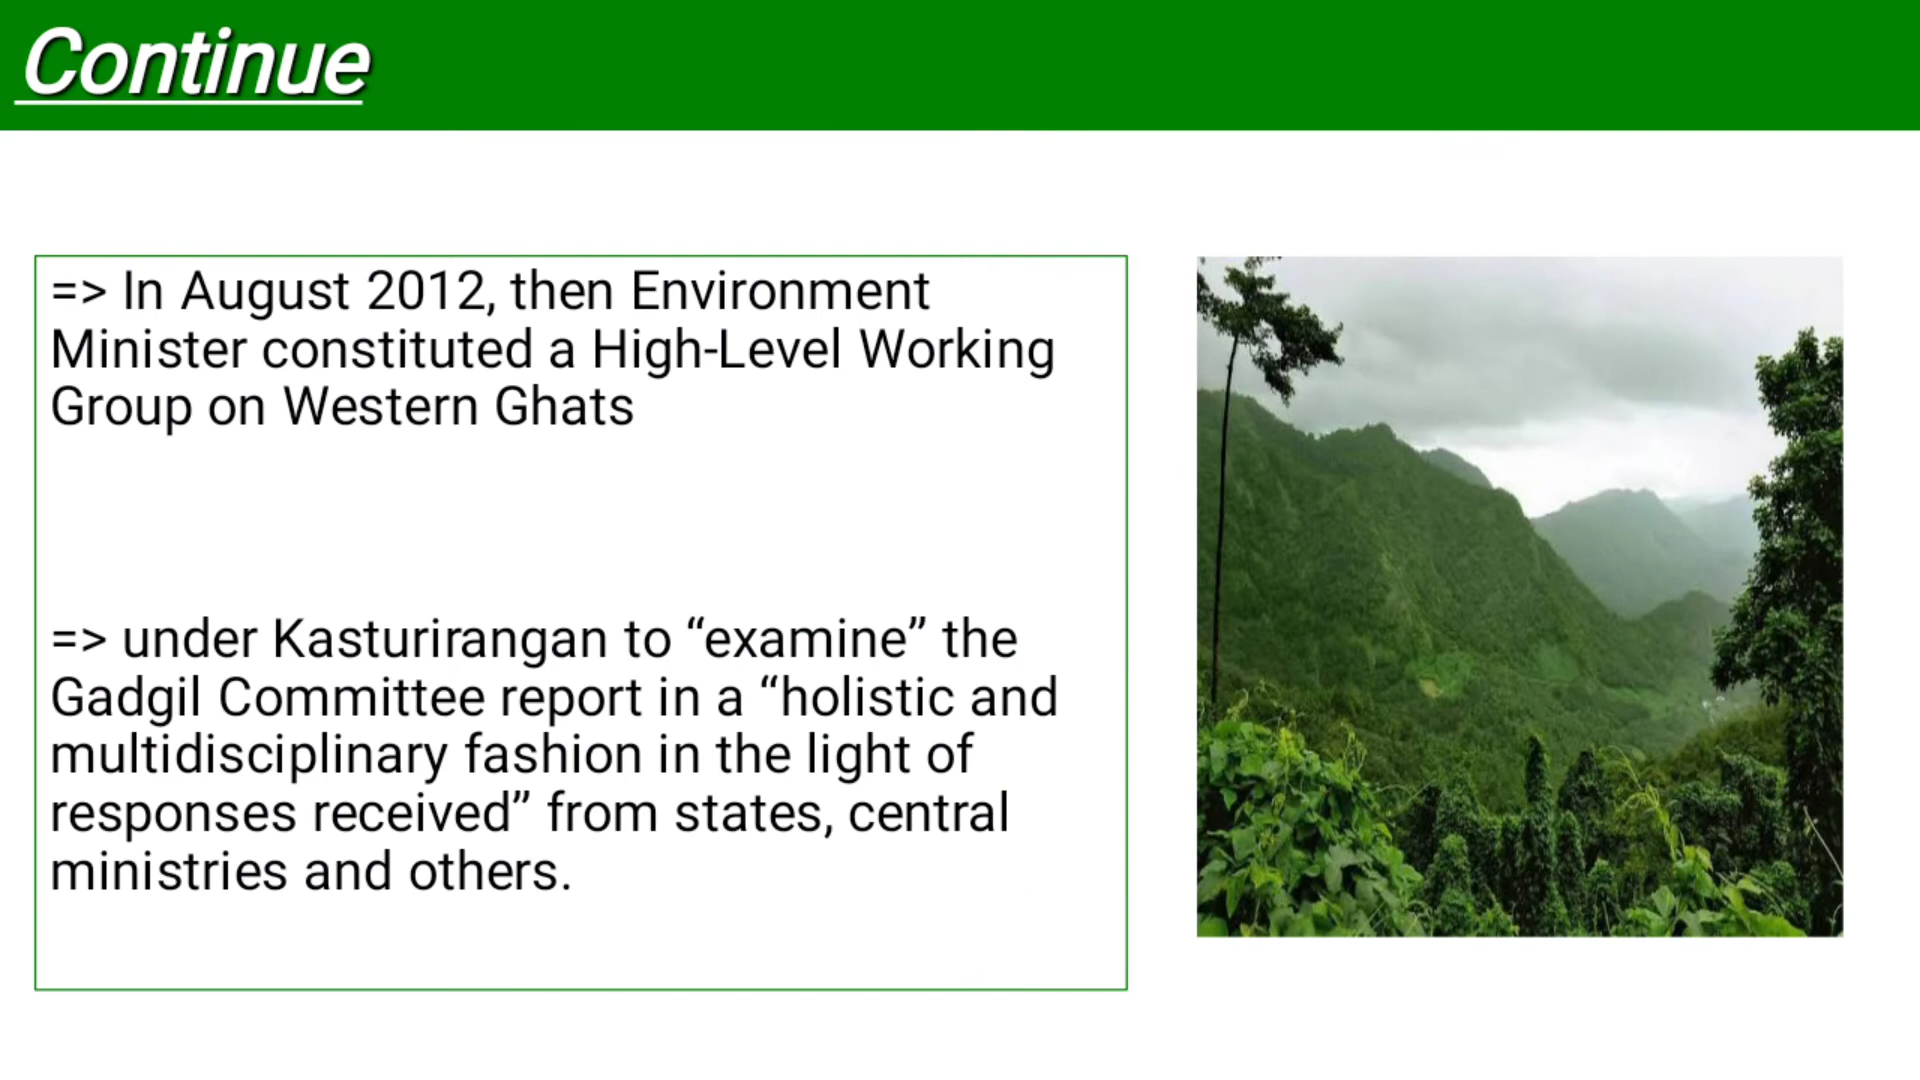 Continue
=> In August 2012, then Environment
Minister constituted a High-Level Working
Group on Western Ghats
=> under Kasturirangan to “examine” the
Gadgil Committee report in a “holistic and
multidisciplinary fashion in the light of
responses received” from states, central
ministries and others.